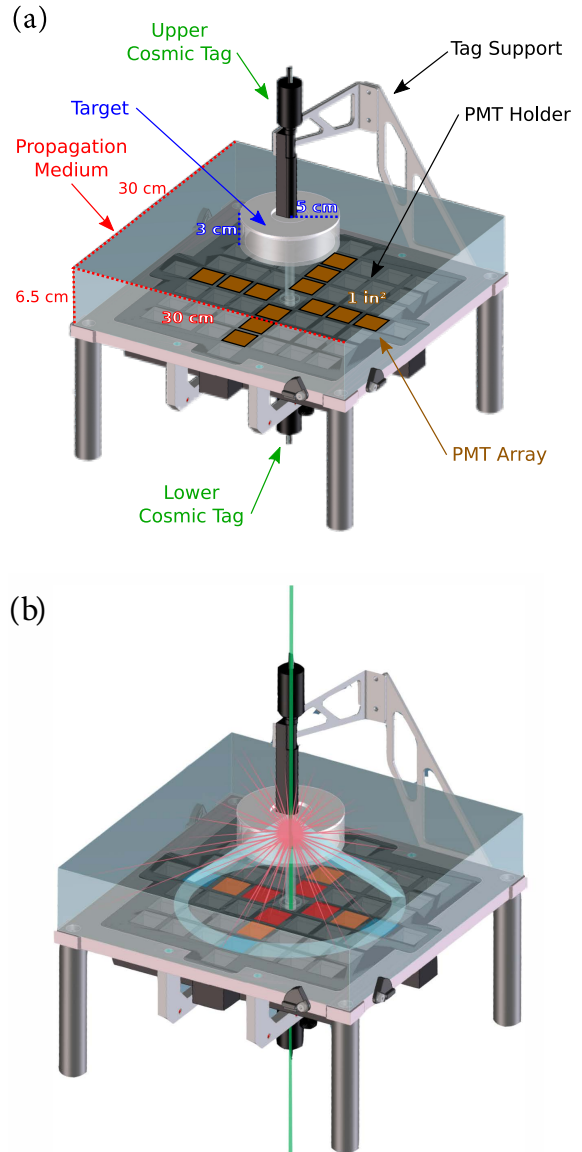 (a)
Upper
Cosmic Tag
Tag Support
Target
PMT Holder
Propagation
Medium
30 cm
5 cm
3 cm
6.5 cm
1 in²
30 cm
PMT Array
Lower
Cosmic Tag
(b)